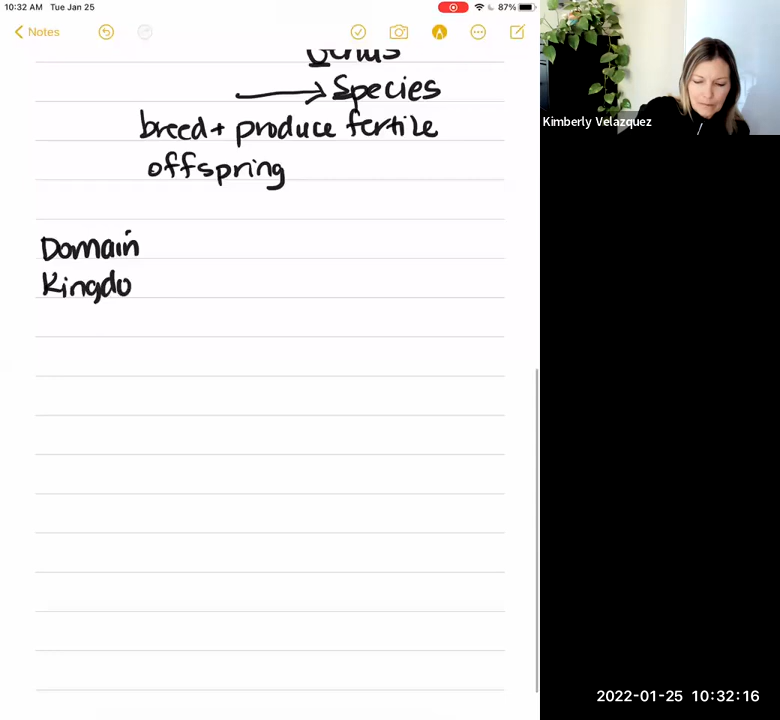 10:32 AM Tue Jan 25
87%
Notes
Genus
Species
breed + produce fertile
offspring
Domain
Kingdo
Kimberly Velazquez
2022-01-25 10:32:16